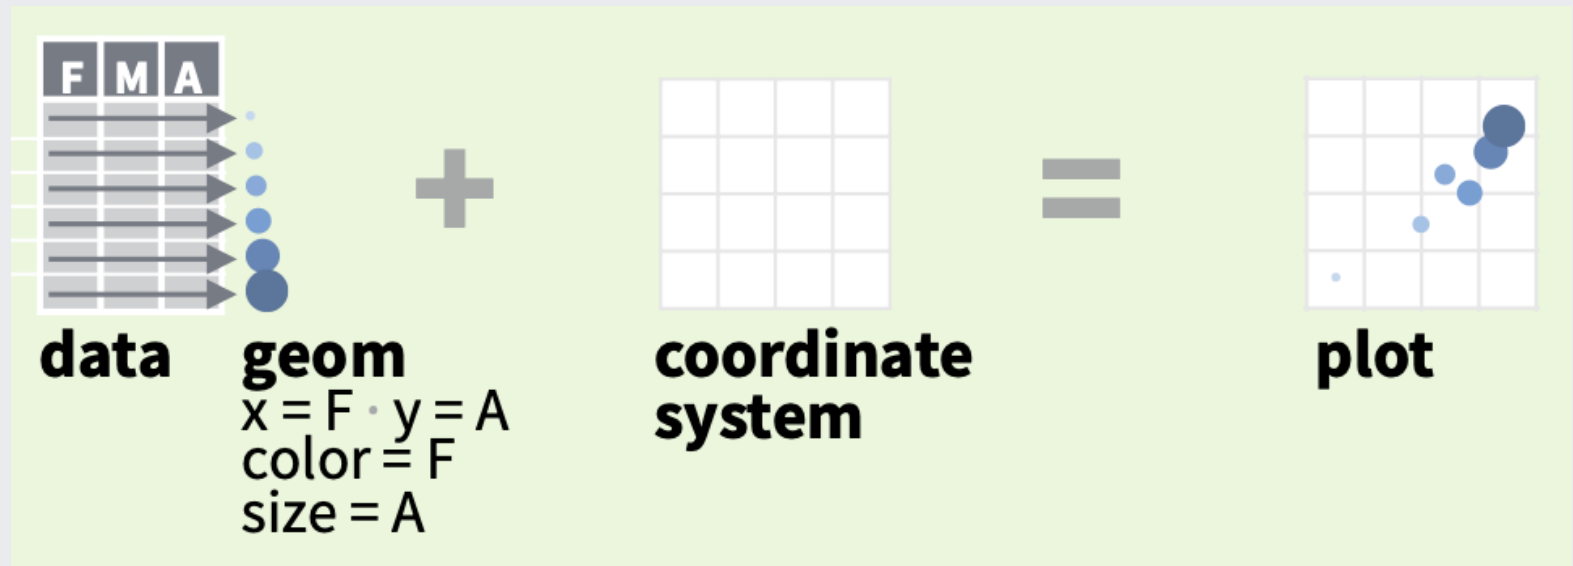 F M A
data
geom
x = F · y = A
color = F
size = A
+
coordinate
system
=
plot